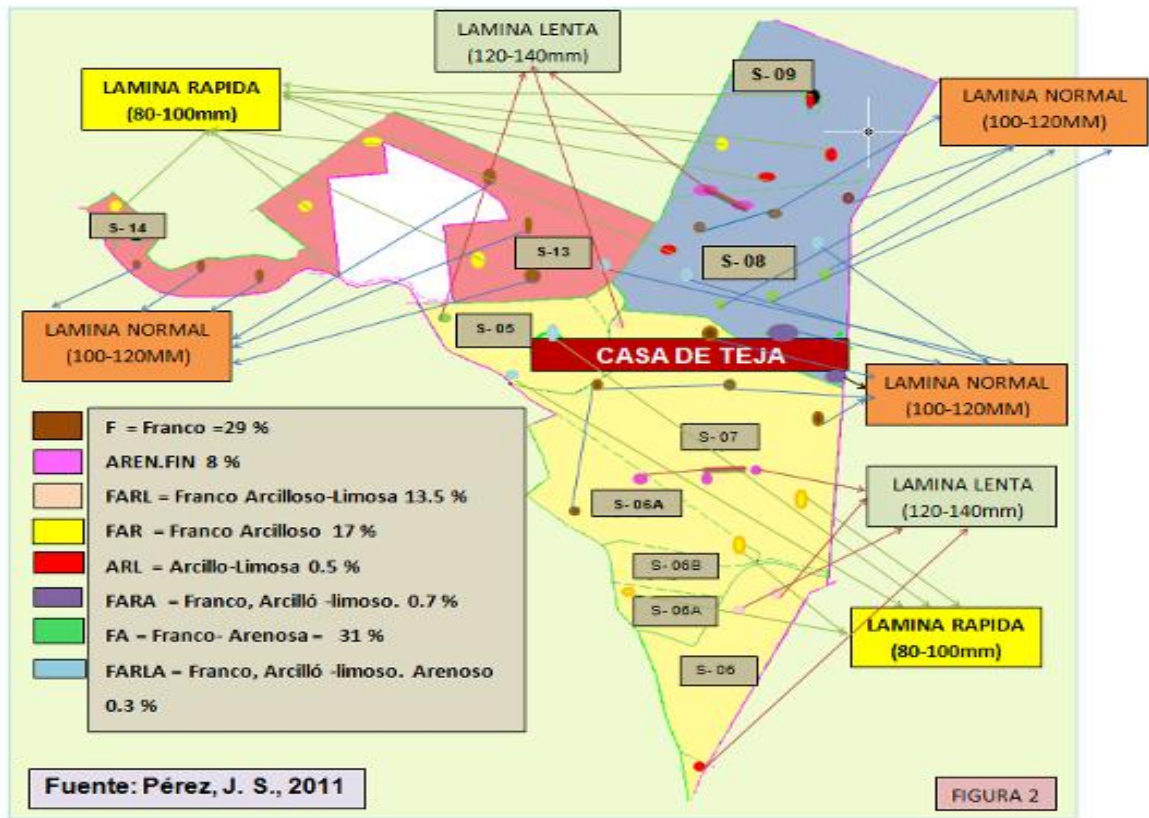 LAMINA LENTA
(120-140mm)
S- 09
LAMINA RAPIDA
(80-100mm)
LAMINA NORMAL
(100-120MM)
S- 14
S-13
S- 08
LAMINA NORMAL
(100-120MM)
S- 05
CASA DE TEJA
LAMINA NORMAL
(100-120MM)
F = Franco =29 %
AREN.FIN 8 %
FARL = Franco Arcilloso-Limosa 13.5 %
FAR = Franco Arcilloso 17 %
ARL = Arcillo-Limosa 0.5 %
FARA = Franco, Arcilló -limoso. 0.7 %
FA = Franco- Arenosa = 31 %
FARLA = Franco, Arcilló -limoso. Arenoso
0.3 %
S- 07
LAMINA LENTA
(120-140mm)
S- 06A
S- 06B
S- 06A
LAMINA RAPIDA
(80-100mm)
S- 06
Fuente: Pérez, J. S., 2011
FIGURA 2